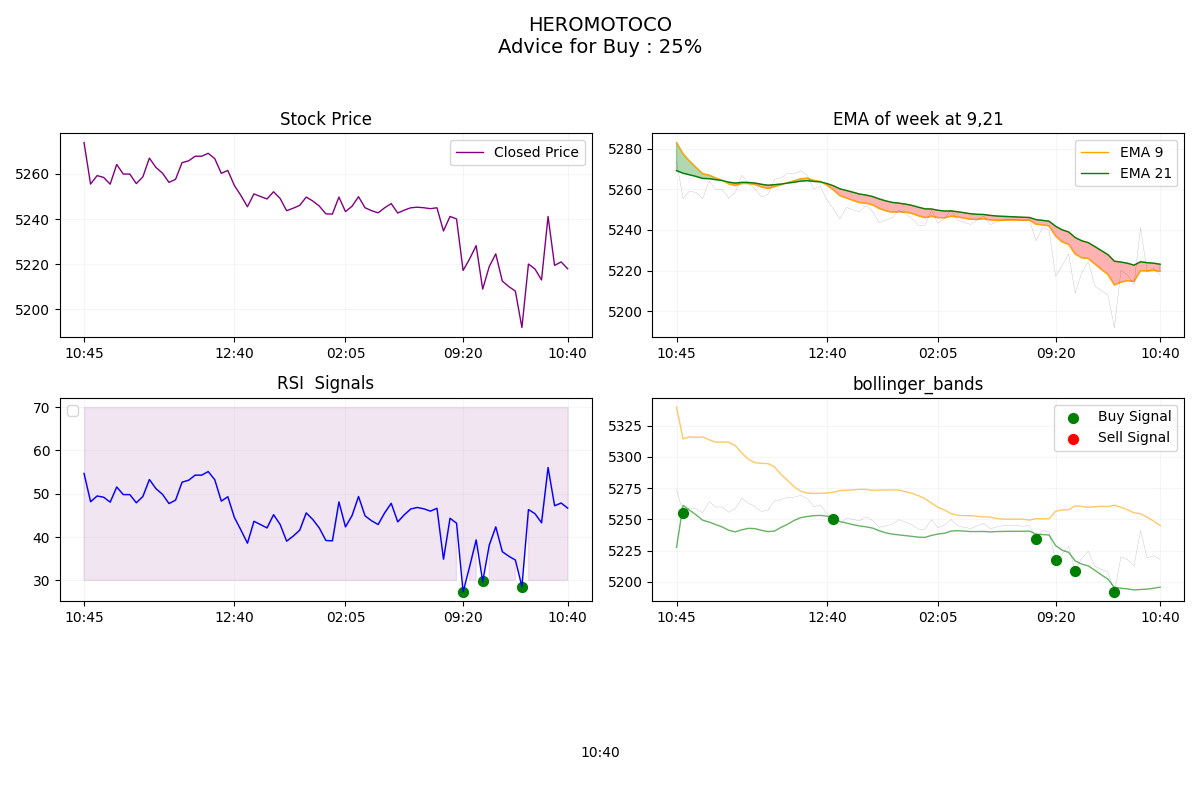 HEROMOTOCO
Advice for Buy : 25%
Stock Price
Closed Price
5260
5240
5220
5200
10:45 12:40 02:05 09:20 10:40
EMA of week at 9,21
EMA 9
EMA 21
5280
5260
5240
5220
5200
10:45 12:40 02:05 09:20 10:40
RSI  Signals
70
60
50
40
30
10:45 12:40 02:05 09:20 10:40
bollinger_bands
Buy Signal
Sell Signal
5325
5300
5275
5250
5225
5200
10:45 12:40 02:05 09:20 10:40
10:40